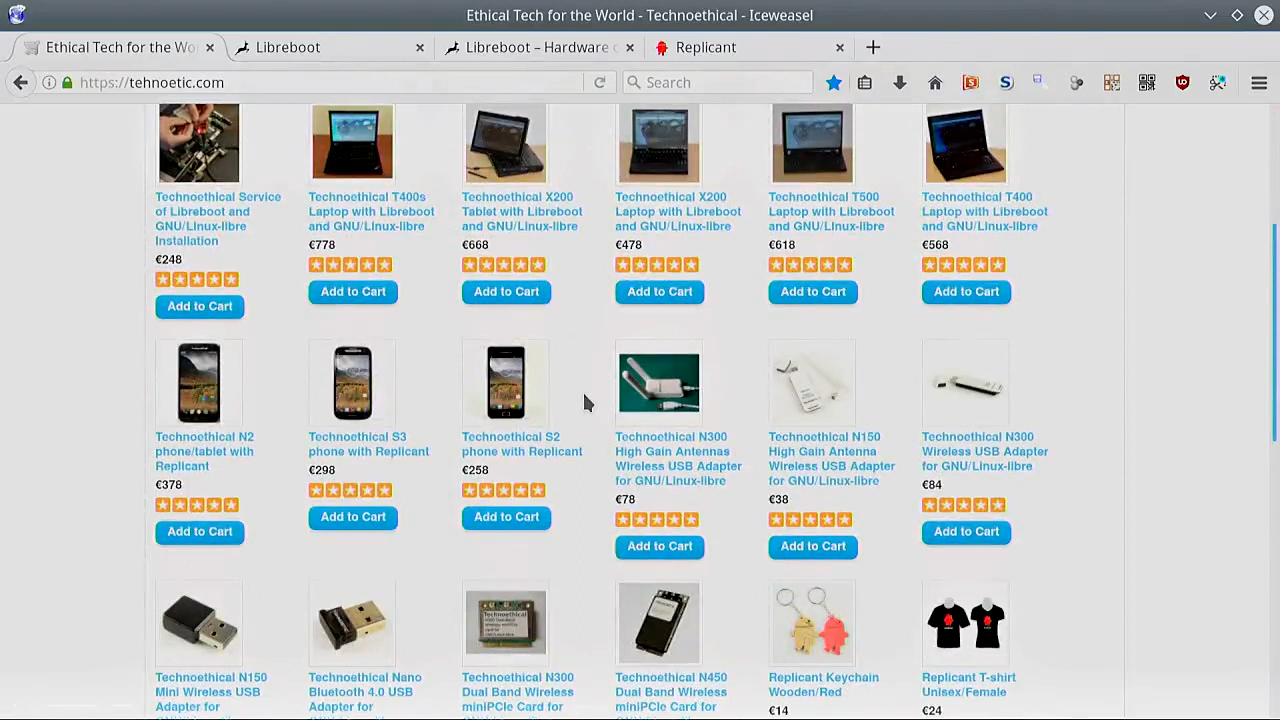 Ethical Tech for the World - Technoethical - Iceweasel
Ethical Tech for the Wo
Libreboot
Libreboot – Hardware c
Replicant
https://tehnoetic.com
Search
Technoethical Service
of Libreboot and
GNU/Linux-libre
Installation
€248
Add to Cart
Technoethical T400s
Laptop with Libreboot
and GNU/Linux-libre
€778
Add to Cart
Technoethical X200
Tablet with Libreboot
and GNU/Linux-libre
€668
Add to Cart
Technoethical X200
Laptop with Libreboot
and GNU/Linux-libre
€478
Add to Cart
Technoethical T500
Laptop with Libreboot
and GNU/Linux-libre
€618
Add to Cart
Technoethical T400
Laptop with Libreboot
and GNU/Linux-libre
€568
Add to Cart
Technoethical N2
phone/tablet with
Replicant
€378
Add to Cart
Technoethical S3
phone with Replicant
€298
Add to Cart
Technoethical S2
phone with Replicant
€258
Add to Cart
Technoethical N300
High Gain Antennas
Wireless USB Adapter
for GNU/Linux-libre
€78
Add to Cart
Technoethical N150
High Gain Antenna
Wireless USB Adapter
for GNU/Linux-libre
€38
Add to Cart
Technoethical N300
Wireless USB Adapter
for GNU/Linux-libre
€84
Add to Cart
Technoethical N150
Mini Wireless USB
Adapter for
Technoethical Nano
Bluetooth 4.0 USB
Adapter for
Technoethical N300
Dual Band Wireless
miniPCIe Card for
Technoethical N450
Dual Band Wireless
miniPCIe Card for
Replicant Keychain
Wooden/Red
€14
Replicant T-shirt
Unisex/Female
€24